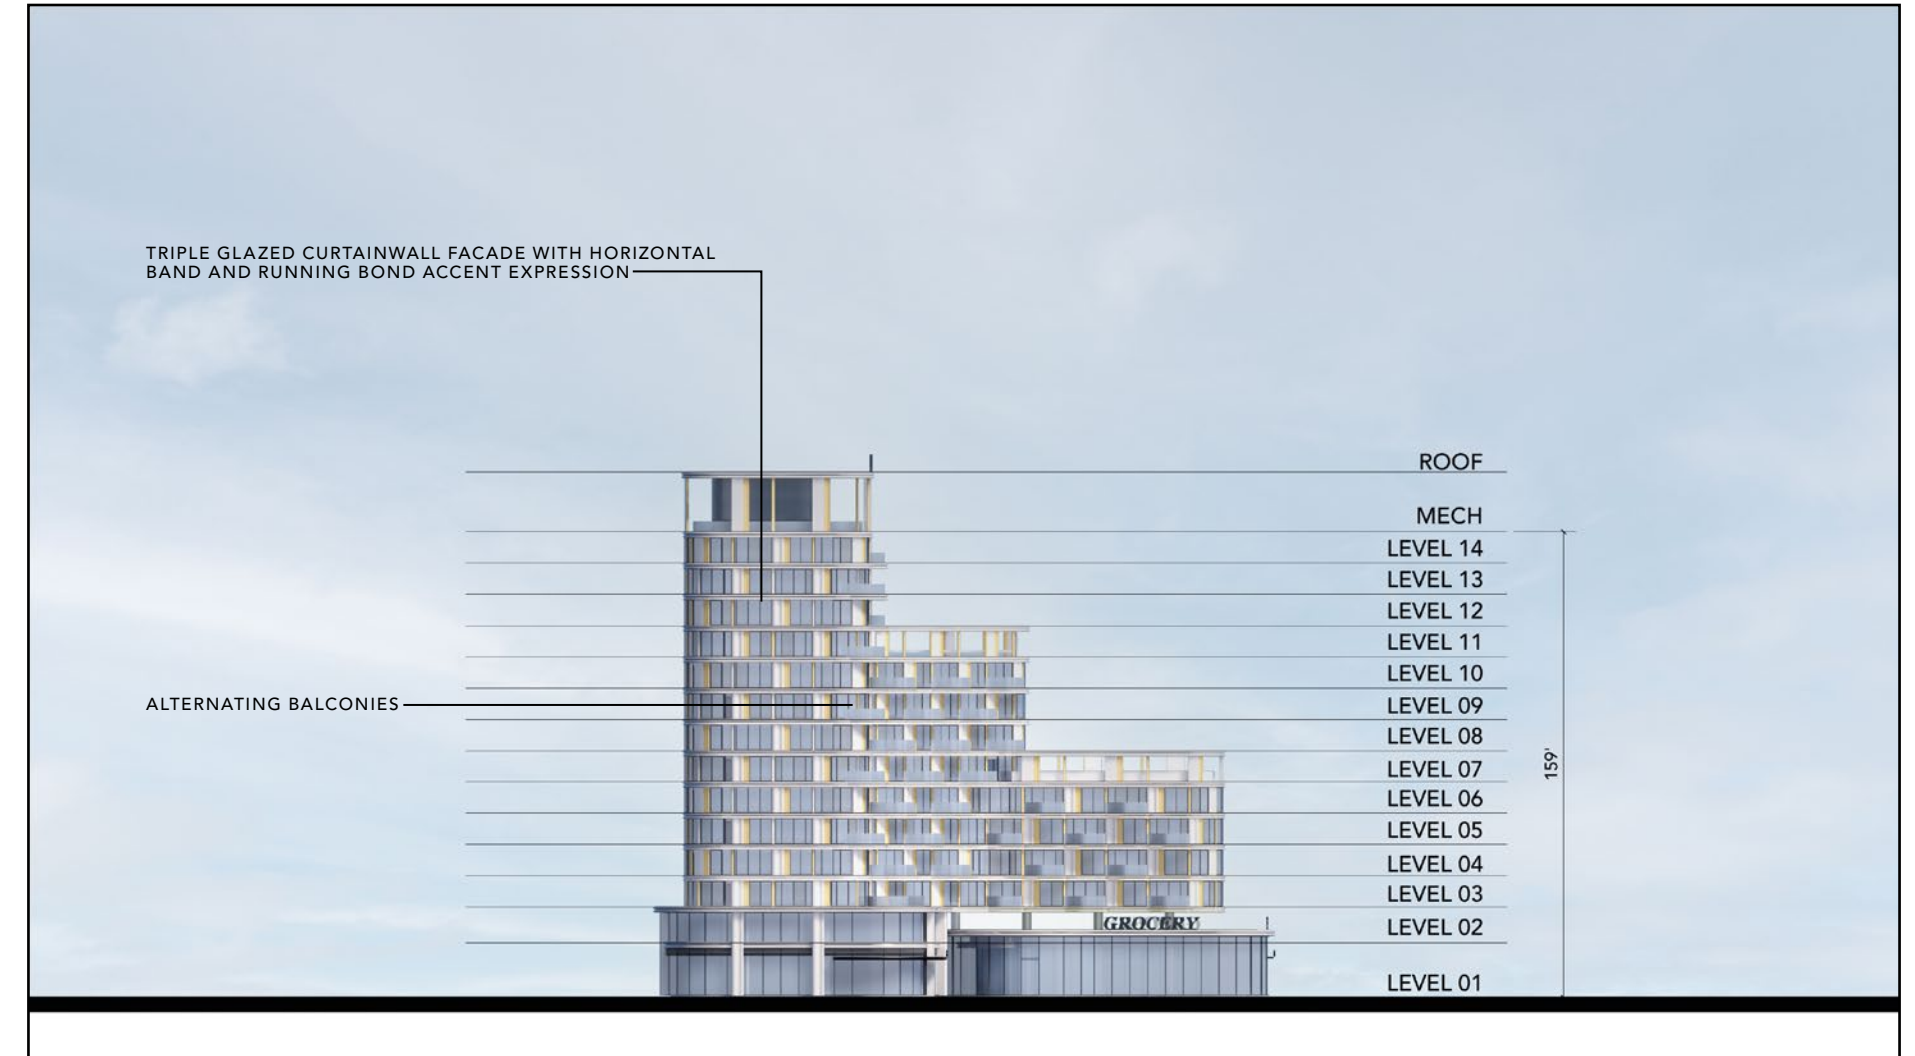 TRIPLE GLAZED CURTAINWALL FACADE WITH HORIZONTAL
BAND AND RUNNING BOND ACCENT EXPRESSION
ALTERNATING BALCONIES
ROOF
MECH
LEVEL 14
LEVEL 13
LEVEL 12
LEVEL 11
LEVEL 10
LEVEL 09
LEVEL 08
LEVEL 07
LEVEL 06
LEVEL 05
LEVEL 04
LEVEL 03
LEVEL 02
LEVEL 01
159'
GROCERY